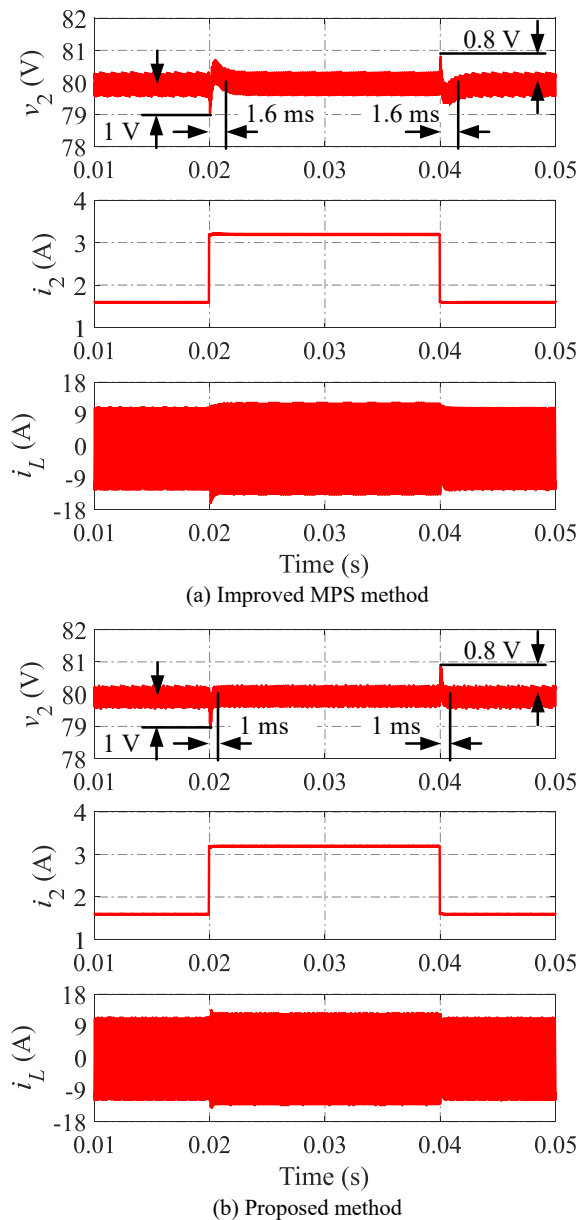 82
81
80
79
78
v2 (V)
0.8 V
1 V
1.6 ms
1.6 ms
0.01 0.02 0.03 0.04 0.05
4
3
2
1
i2 (A)
0.01 0.02 0.03 0.04 0.05
18
9
0
-9
-18
iL (A)
0.01 0.02 0.03 0.04 0.05
Time (s)
(a) Improved MPS method
82
81
80
79
78
v2 (V)
0.8 V
1 V
1 ms
1 ms
0.01 0.02 0.03 0.04 0.05
4
3
2
1
i2 (A)
0.01 0.02 0.03 0.04 0.05
18
9
0
-9
-18
iL (A)
0.01 0.02 0.03 0.04 0.05
Time (s)
(b) Proposed method